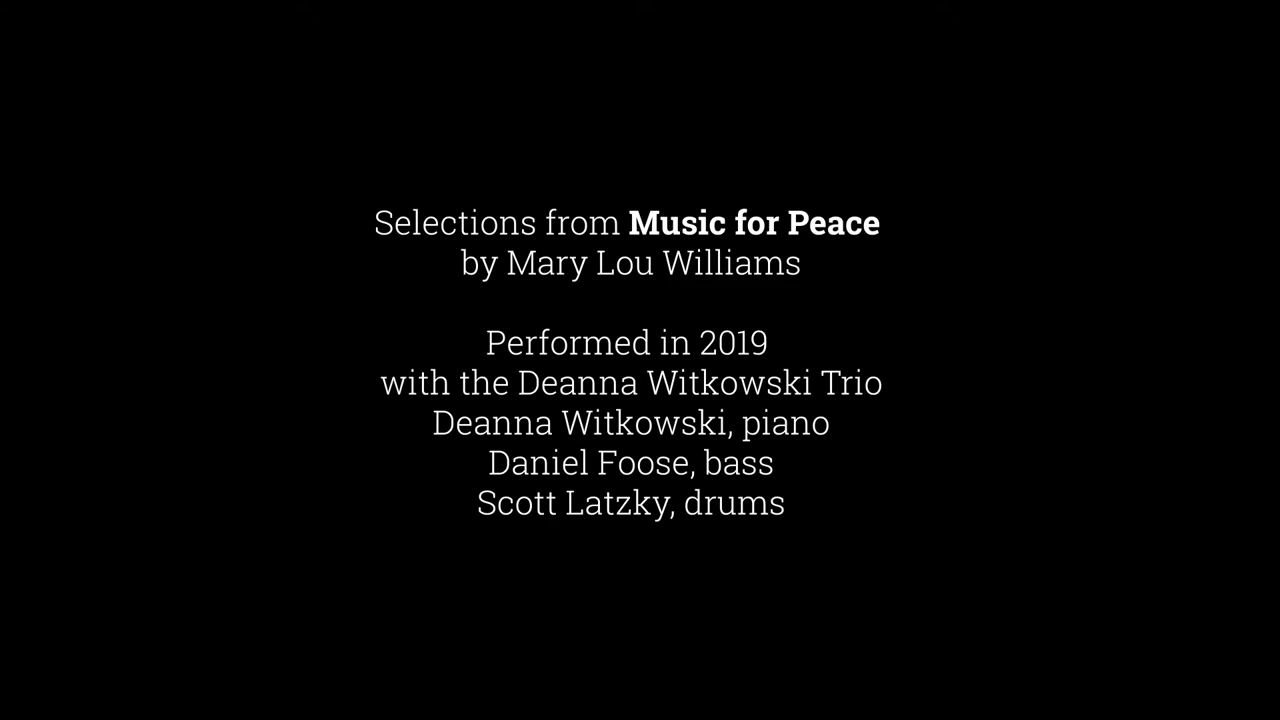 Selections from Music for Peace
by Mary Lou Williams
Performed in 2019
with the Deanna Witkowski Trio
Deanna Witkowski, piano
Daniel Foose, bass
Scott Latzky, drums